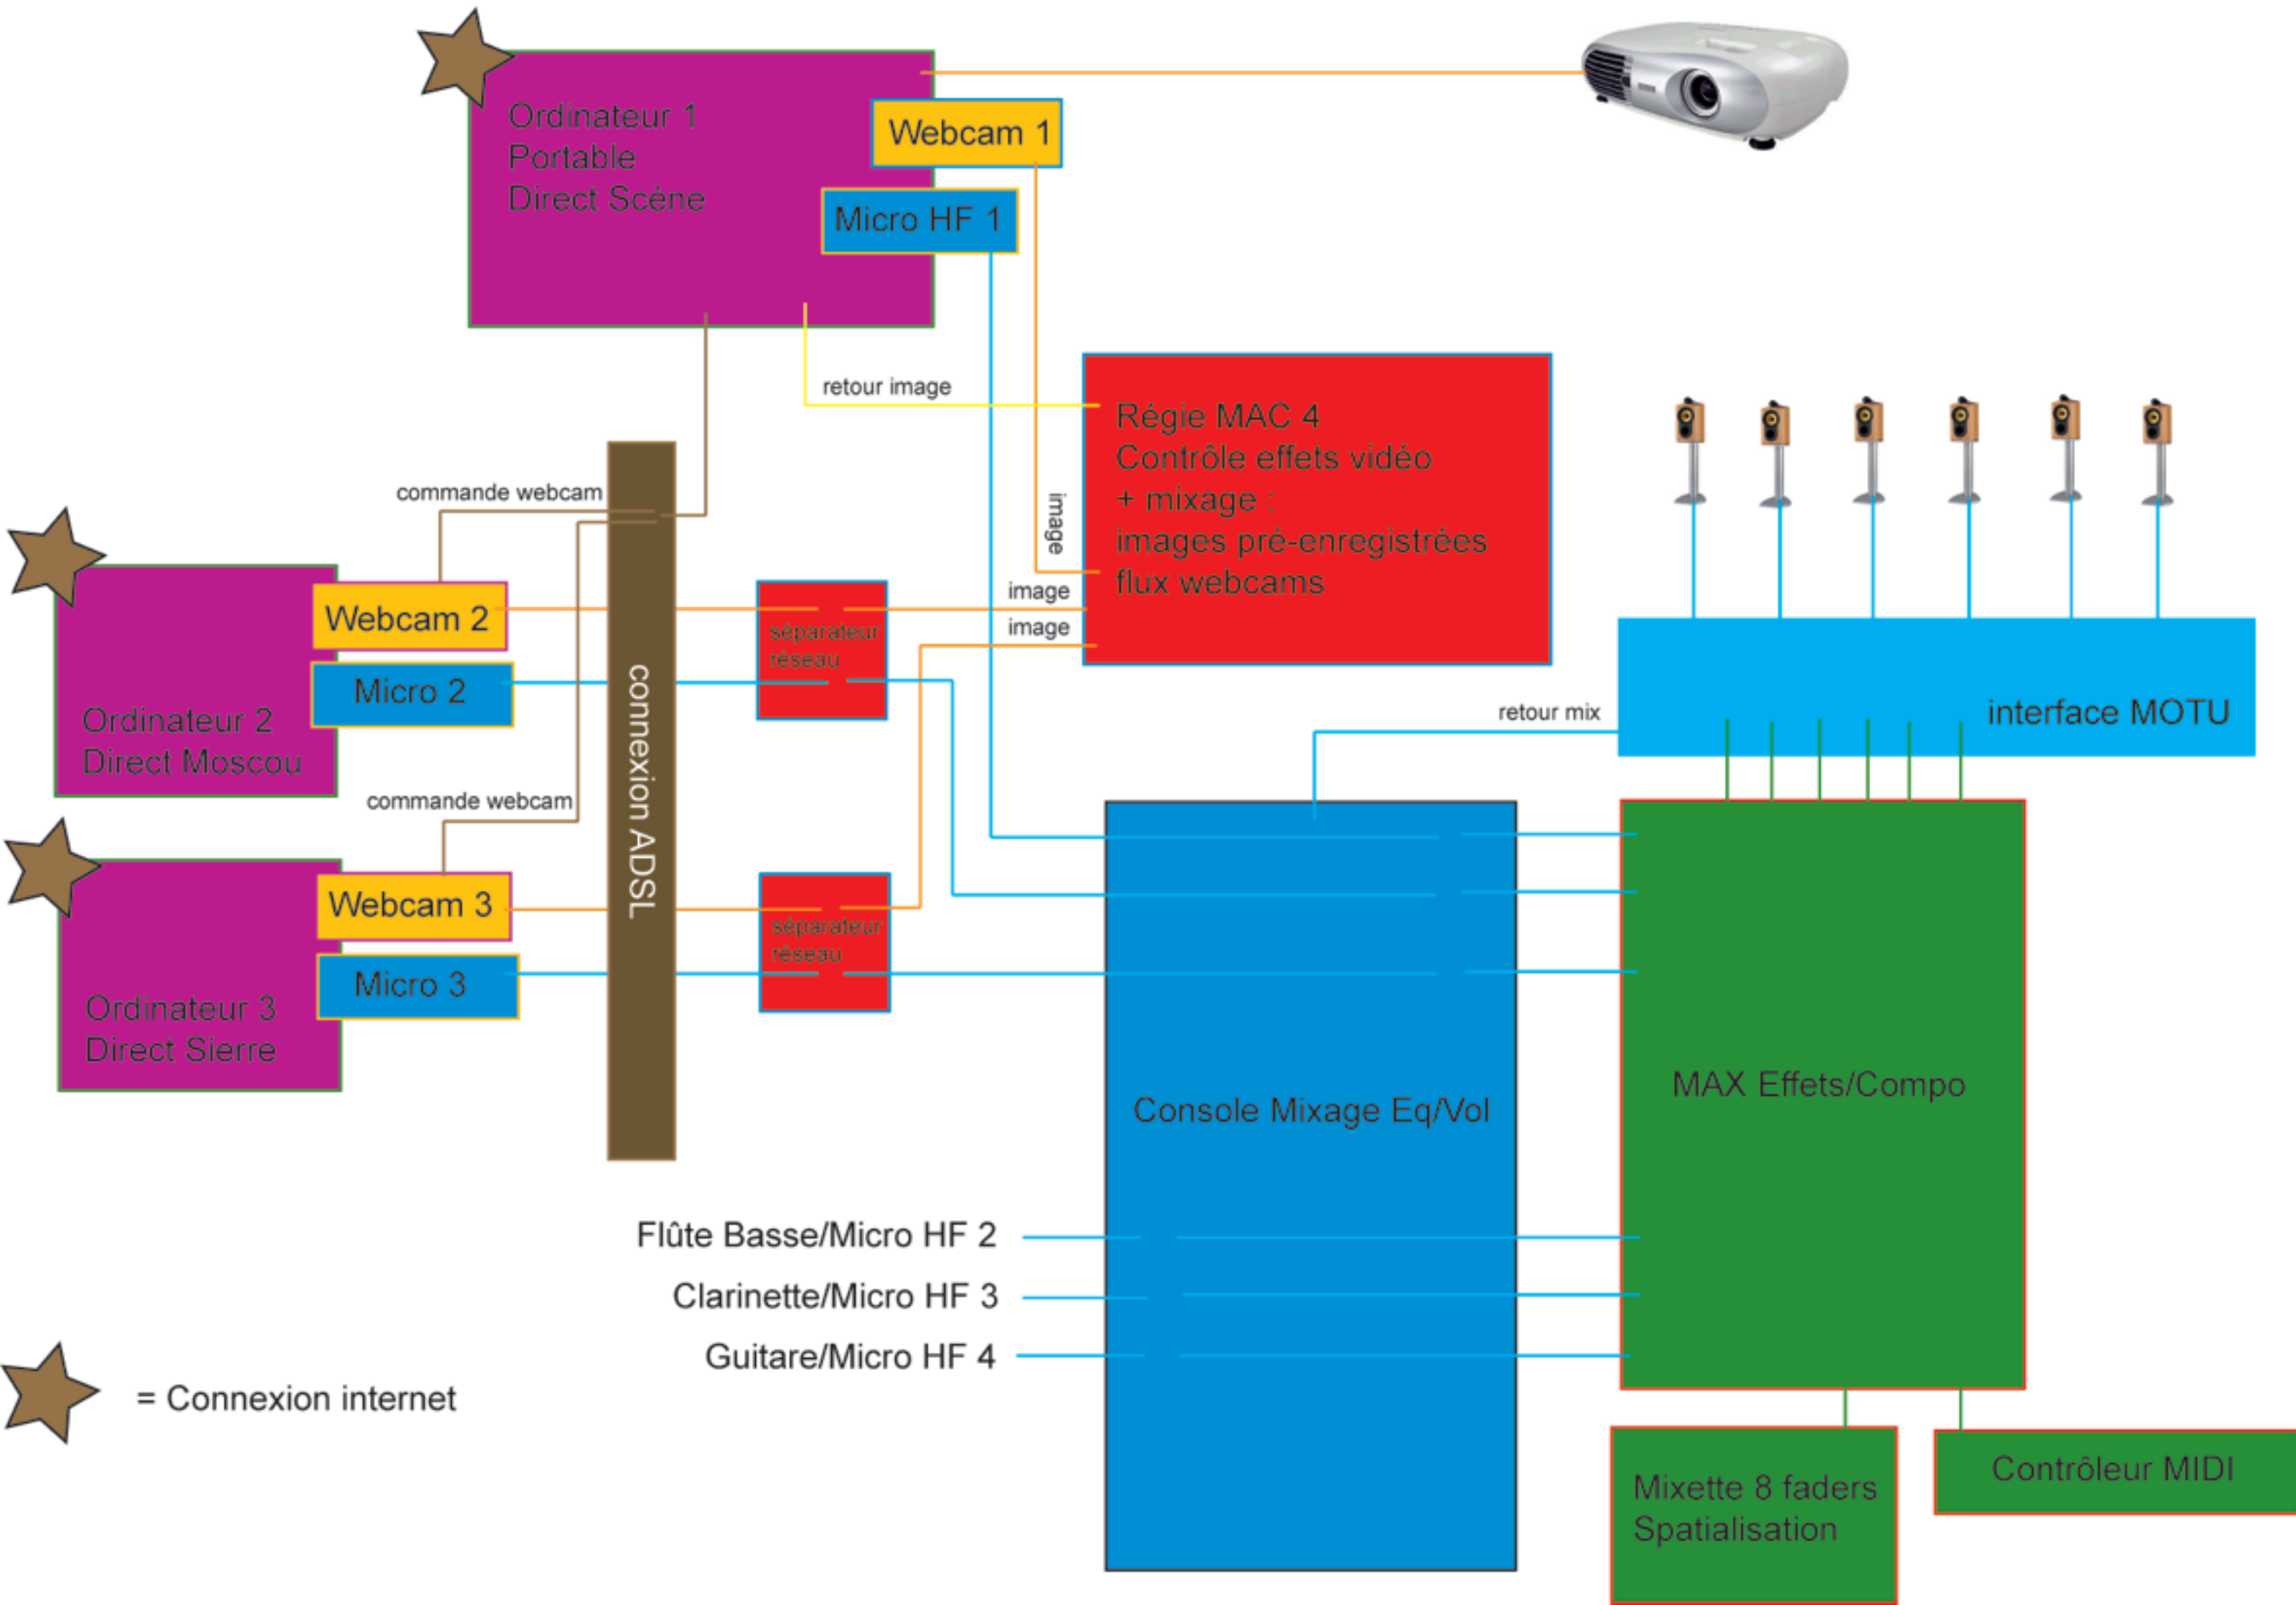 Ordinateur 1
Portable
Direct Scène
Webcam 1
Micro HF 1
retour image
Régie MAC 4
Contrôle effets vidéo
+ mixage :
images pré-enregistrées
flux webcams
commande webcam
image
image
image
Webcam 2
Micro 2
Ordinateur 2
Direct Moscou
séparateur
réseau
connexion ADSL
retour mix
interface MOTU
commande webcam
Webcam 3
Micro 3
Ordinateur 3
Direct Sierre
séparateur
réseau
Console Mixage Eq/Vol
MAX Effets/Compo
Flûte Basse/Micro HF 2
Clarinette/Micro HF 3
Guitare/Micro HF 4
= Connexion internet
Mixette 8 faders
Spatialisation
Contrôleur MIDI